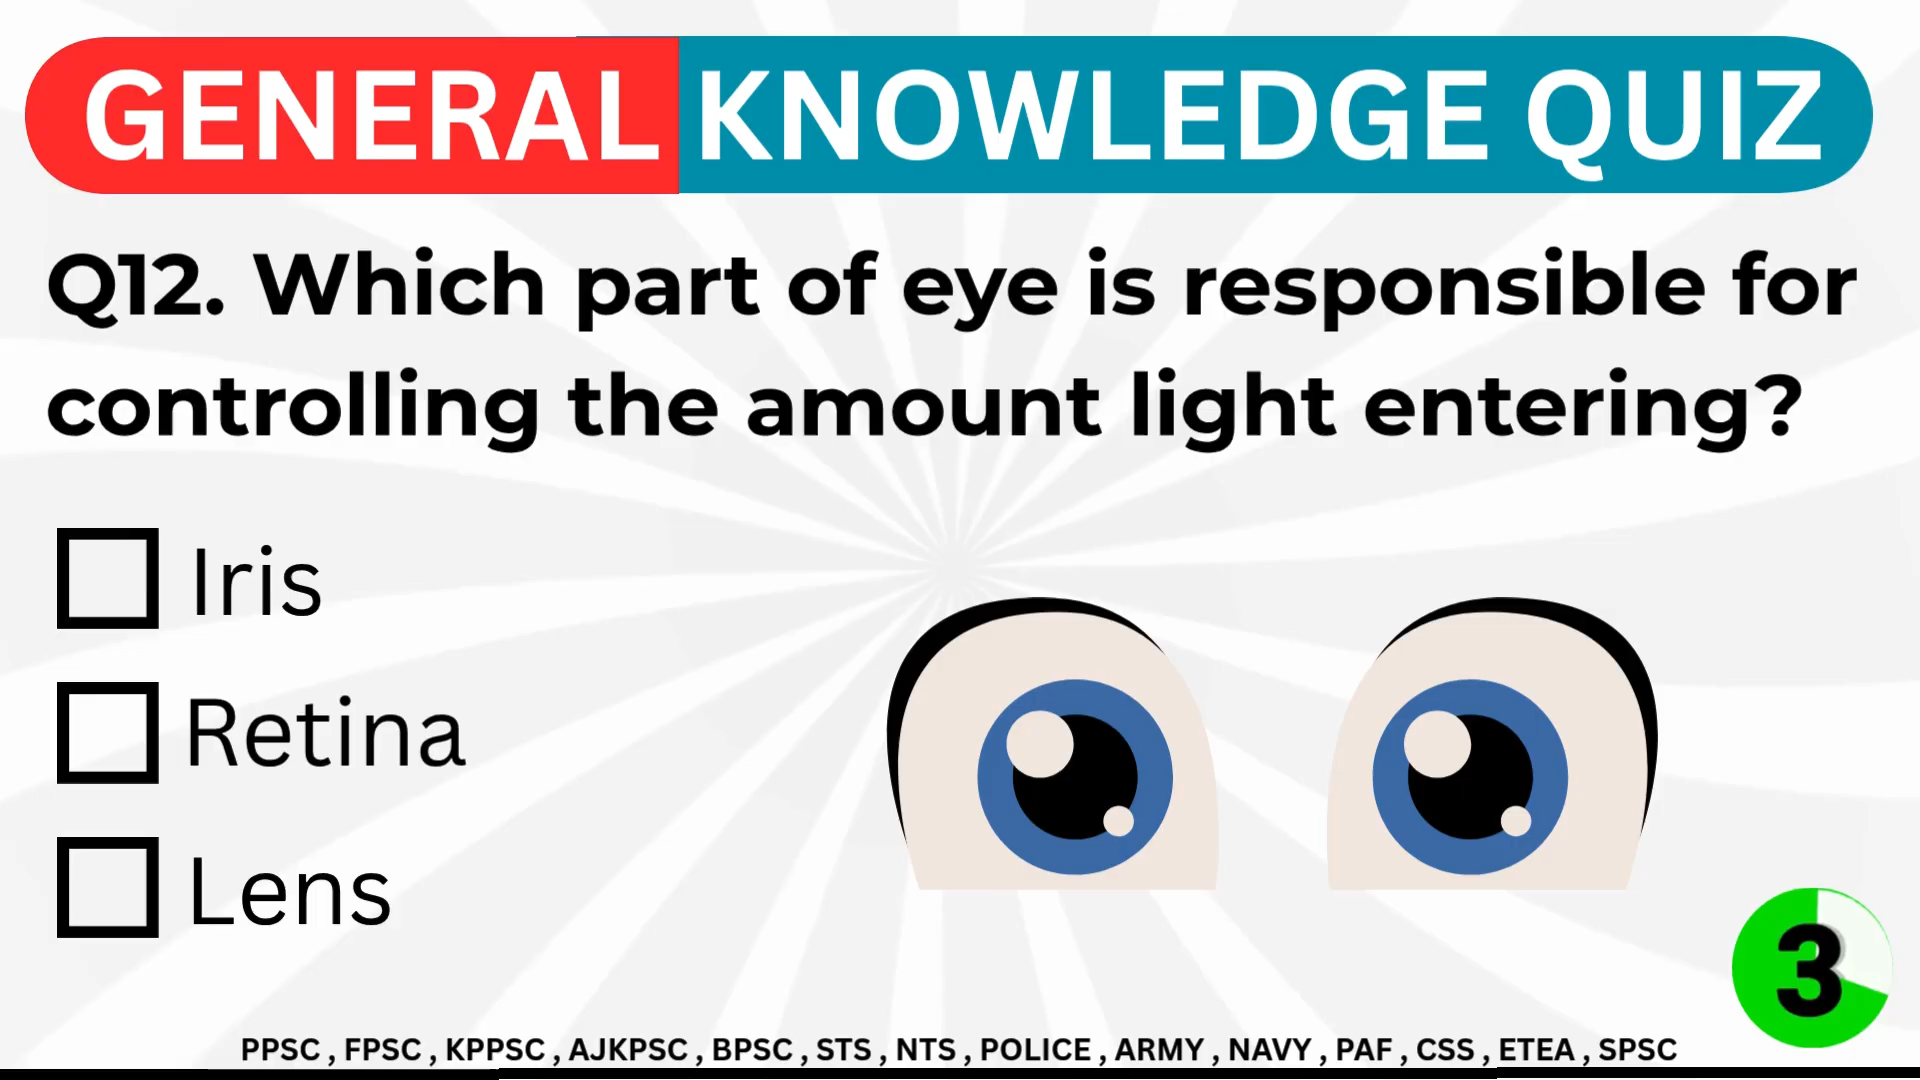 GENERAL KNOWLEDGE QUIZ
Q12. Which part of eye is responsible for
controlling the amount light entering?
Iris
Retina
Lens
3
PPSC , FPSC , KPPSC , AJKPSC , BPSC , STS , NTS , POLICE , ARMY , NAVY , PAF , CSS , ETEA , SPSC